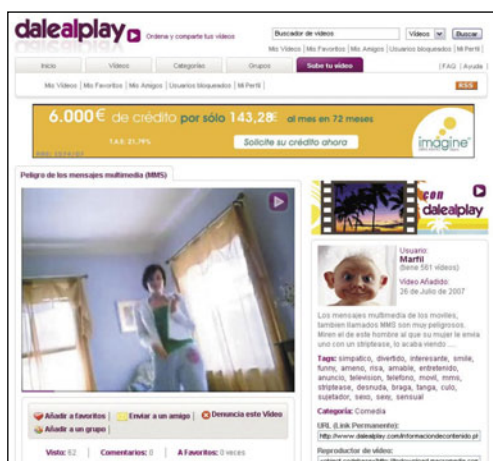 dalealplay
Ordena y comparte tus vídeos
Buscador de vídeos
Vídeos
Buscar
Mis Vídeos | Mis Favoritos | Mis Amigos | Usuarios bloqueados | Mi Perfil |
Inicio
Vídeos
Categorías
Grupos
Sube tu vídeo
| FAQ | Ayuda |
Mis Vídeos | Mis Favoritos | Mis Amigos | Usuarios bloqueados | Mi Perfil |
RSS
6.000€ de crédito por sólo 143,28€ al mes en 72 meses
T.A.E: 21,79%
Solicite su crédito ahora
imagine
Peligro de los mensajes multimedia (MMS)
con
dalealplay
Usuario:
Marfil
(tiene 561 vídeos)
Vídeo Añadido:
26 de Julio de 2007
Los mensajes multimedia de los moviles,
tambien llamados MMS son muy peligrosos.
Miren el de este hombre al que su mujer le envia
uno con un striptease, lo acaba viendo ....
Tags: simpatico, divertido, interesante, smile,
funny, ameno, risa, amable, entretenido,
anuncio, television, telefono, movil, mms,
striptease, desnuda, braga, tanga, culo,
sujetador, sexo, sexy, sensual
Categoría: Comedia
URL (Link Permanente):
http://www.dalealplay.com/informaciondecontenido.pl
Reproductor de vídeo:
Añadir a favoritos
Enviar a un amigo
Denuncia este Vídeo
Añadir a un grupo
Visto: 82
Comentarios: 0
A Favoritos: 0 veces